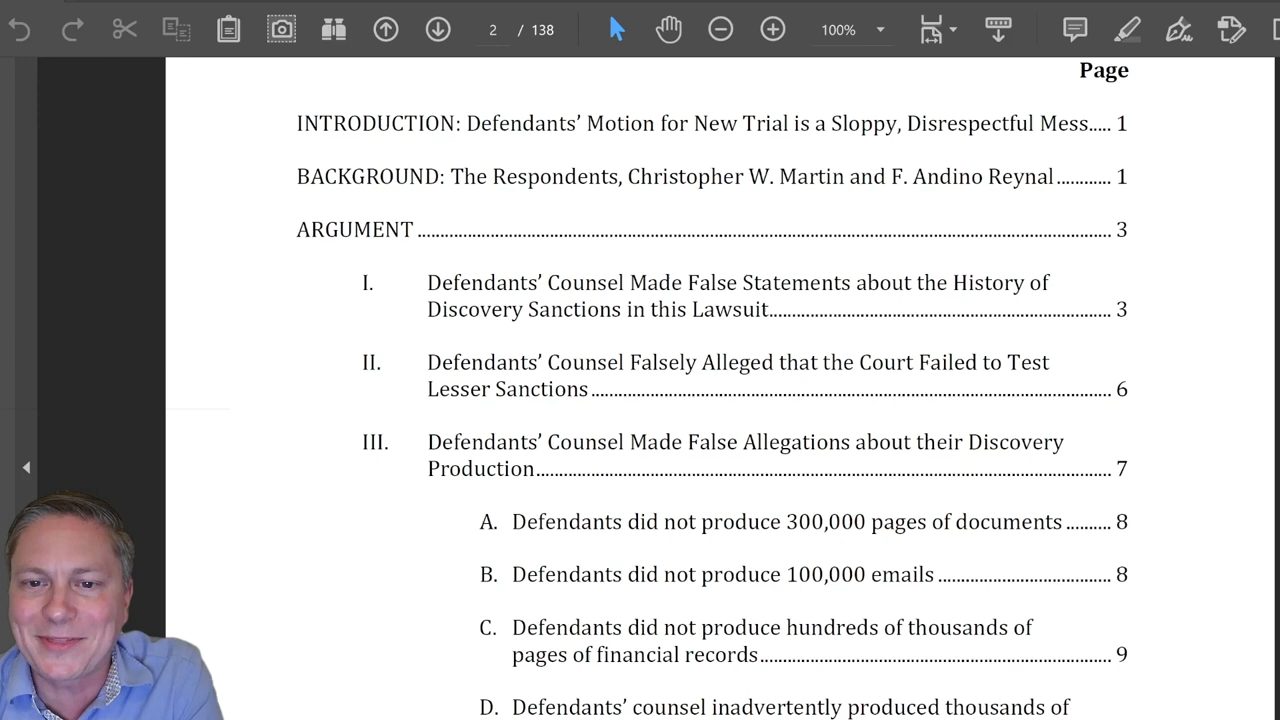 2 / 138
100%
Page
INTRODUCTION: Defendants’ Motion for New Trial is a Sloppy, Disrespectful Mess..... 1
BACKGROUND: The Respondents, Christopher W. Martin and F. Andino Reynal............ 1
ARGUMENT ........................................................................................ 3
I. Defendants’ Counsel Made False Statements about the History of
Discovery Sanctions in this Lawsuit........................................................ 3
II. Defendants’ Counsel Falsely Alleged that the Court Failed to Test
Lesser Sanctions ........................................................................................ 6
III. Defendants’ Counsel Made False Allegations about their Discovery
Production........................................................................................ 7
A. Defendants did not produce 300,000 pages of documents .......... 8
B. Defendants did not produce 100,000 emails ...................................... 8
C. Defendants did not produce hundreds of thousands of
pages of financial records........................................................................ 9
D. Defendants’ counsel inadvertently produced thousands of